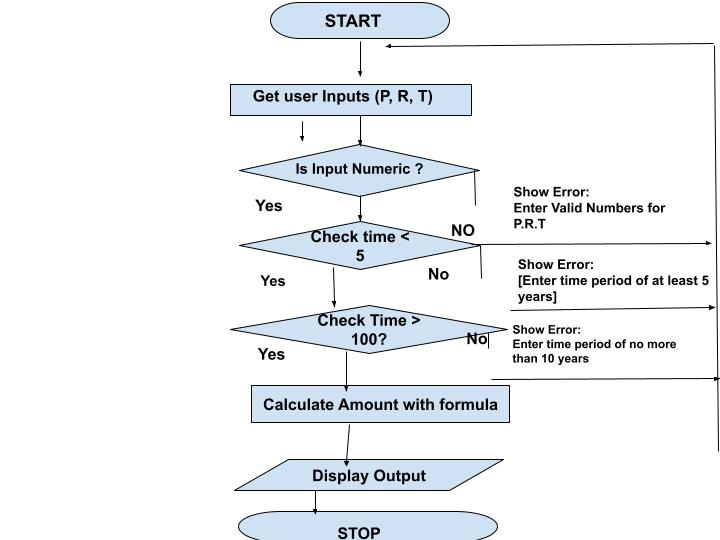 START
Get user Inputs (P, R, T)
Is Input Numeric ?
Yes
Show Error:
Enter Valid Numbers for
P.R.T
NO
Check time <
5
Yes
No
Show Error:
[Enter time period of at least 5
years]
Check Time >
100?
No
Yes
Show Error:
Enter time period of no more
than 10 years
Calculate Amount with formula
Display Output
STOP